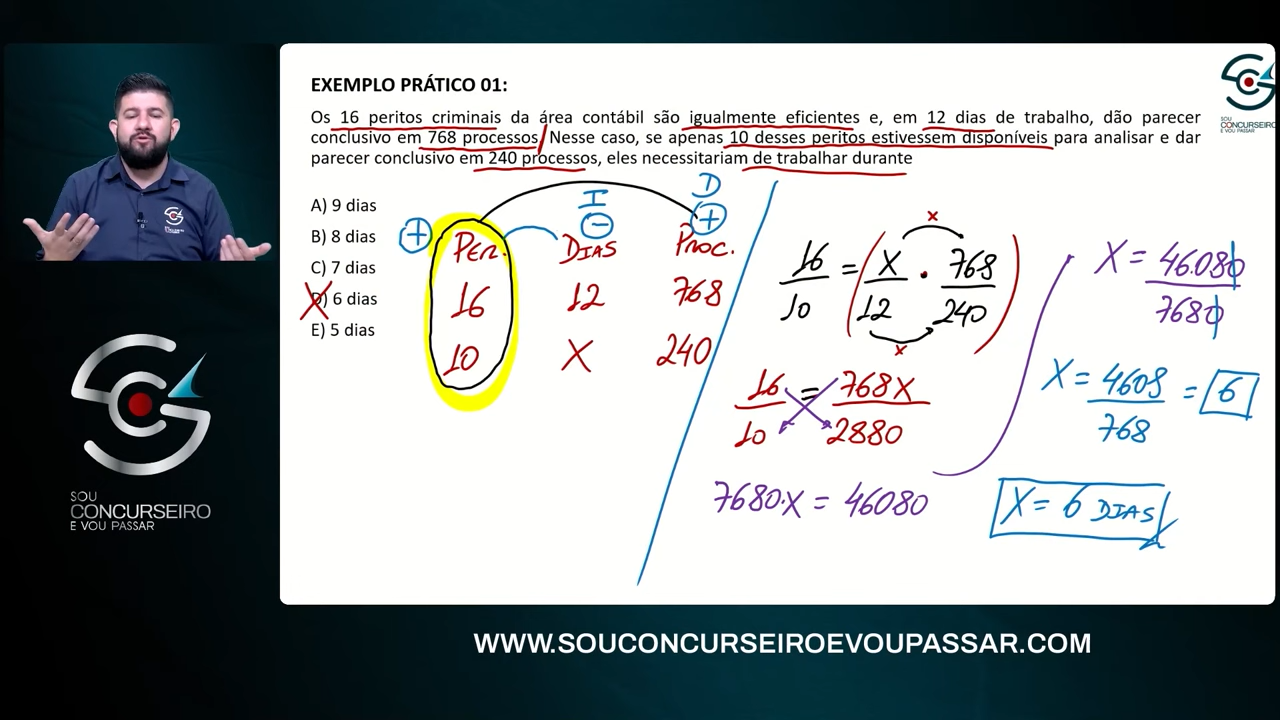 EXEMPLO PRÁTICO 01:
Os 16 peritos criminais da área contábil são igualmente eficientes e, em 12 dias de trabalho, dão parecer
conclusivo em 768 processos. Nesse caso, se apenas 10 desses peritos estivessem disponíveis para analisar e dar
parecer conclusivo em 240 processos, eles necessitariam de trabalhar durante
A) 9 dias
B) 8 dias
C) 7 dias
D) 6 dias
E) 5 dias
I D
+ - +
PER. DIAS PROC.
16 12 768
10 X 240
x
16/10 = (X/12 . 768/240)
x
16/10 = 768X/2880
7680.X = 46080
X = 46.080/7680
X = 4608/768 = 6
X = 6 DIAS
SOU
CONCURSEIRO
E VOU PASSAR
SOU
CONCURSEIRO
WWW.SOUCONCURSEIROEVOUPASSAR.COM